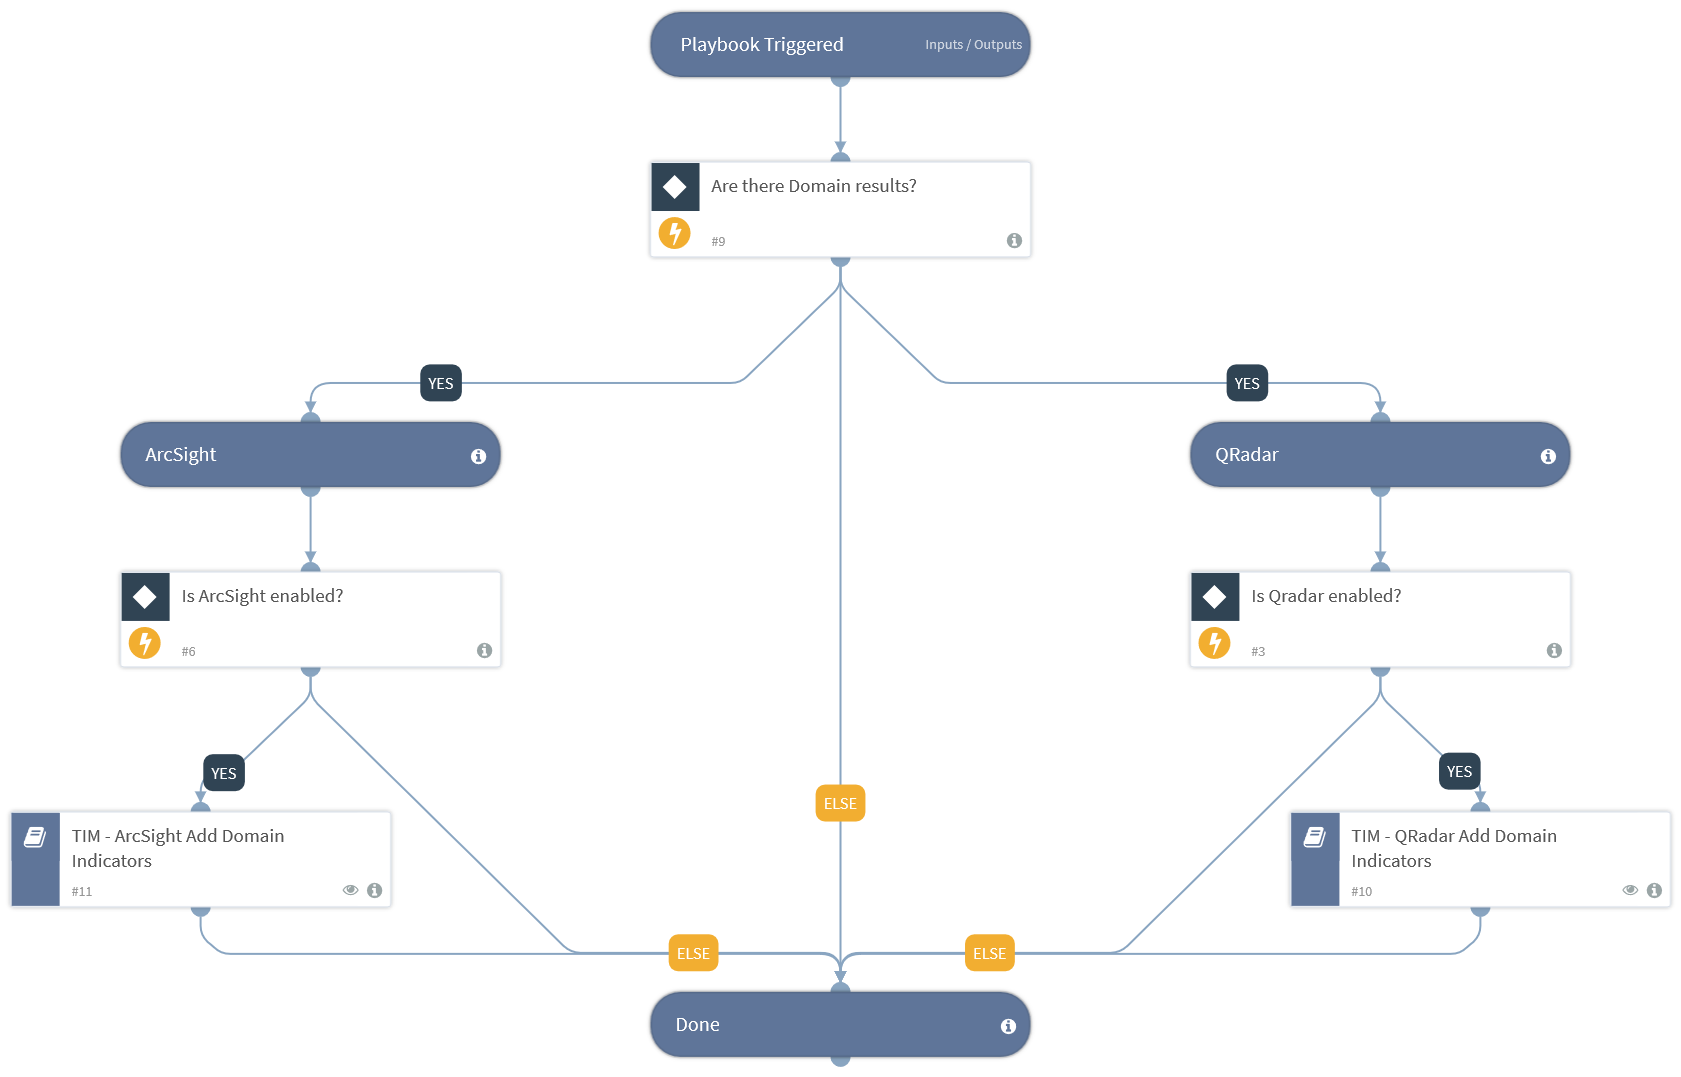 Playbook Triggered
Inputs / Outputs
Are there Domain results?
#9
YES
YES
ArcSight
QRadar
Is ArcSight enabled?
#6
Is Qradar enabled?
#3
YES
YES
ELSE
TIM - ArcSight Add Domain
Indicators
#11
TIM - QRadar Add Domain
Indicators
#10
ELSE
ELSE
Done